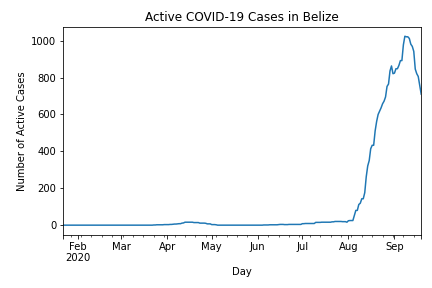 Active COVID-19 Cases in Belize
1000
800
600
400
200
0
Number of Active Cases
Feb Mar Apr May Jun Jul Aug Sep
2020
Day